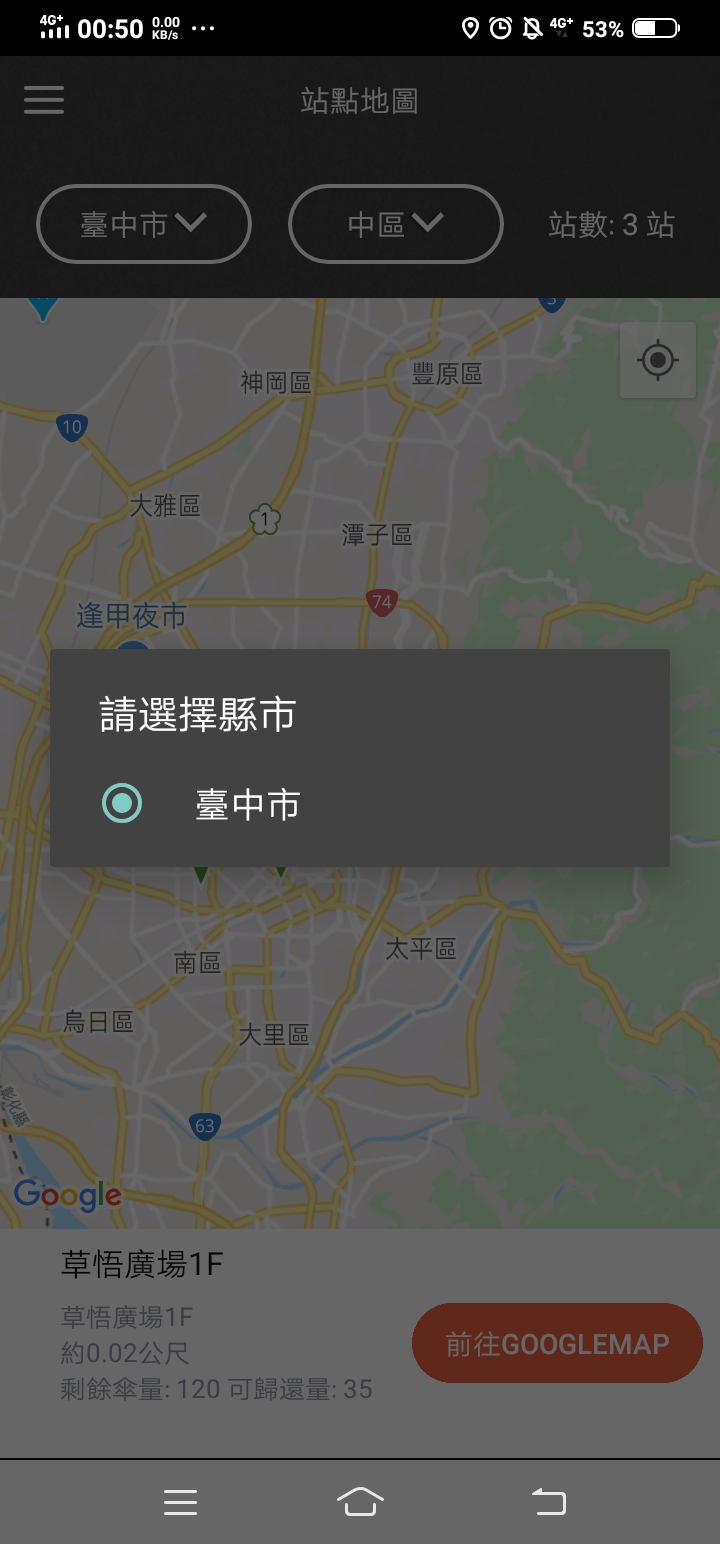 4G+ 00:50 0.00 KB/s ... 4G+ 53%
站點地圖
臺中市 中區 站數: 3 站
3
神岡區 豐原區
10
大雅區 1
潭子區
74
逢甲夜市
請選擇縣市
臺中市
南區 太平區
烏日區 大里區
63
Google
草悟廣場1F
草悟廣場1F
約0.02公尺
剩餘傘量: 120 可歸還量: 35
前往GOOGLEMAP